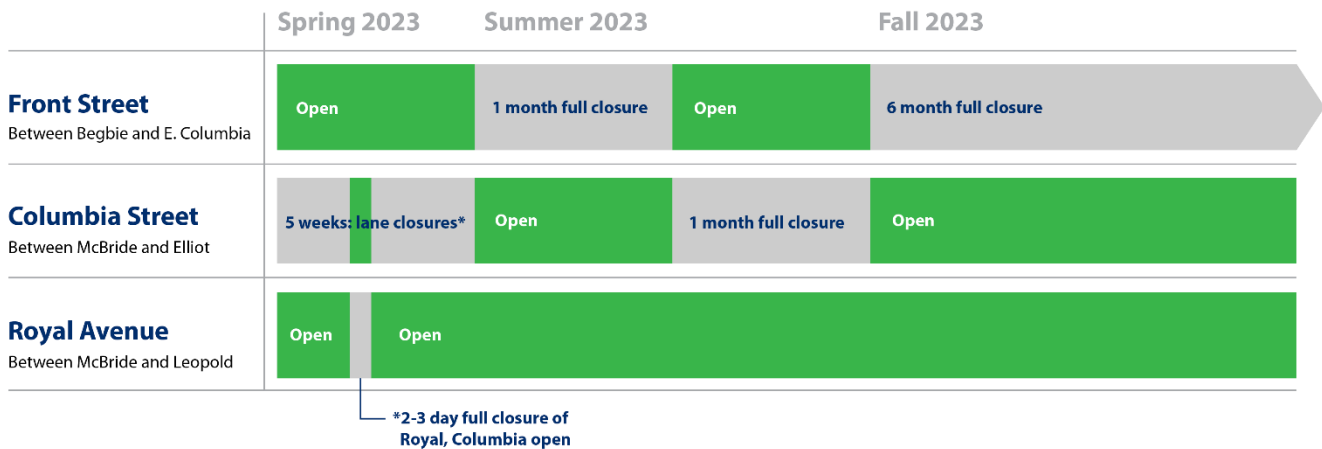 Spring 2023 Summer 2023 Fall 2023
Front Street
Between Begbie and E. Columbia
Open 1 month full closure Open 6 month full closure
Columbia Street
Between McBride and Elliot
5 weeks: lane closures* Open 1 month full closure Open
Royal Avenue
Between McBride and Leopold
Open Open
*2-3 day full closure of
Royal, Columbia open